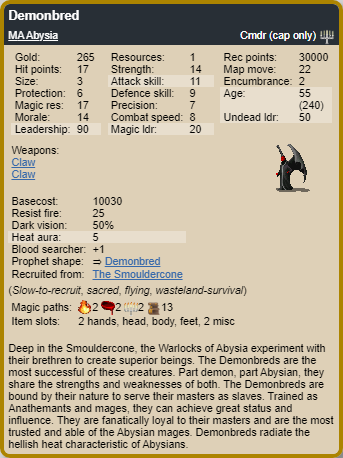 Demonbred
MA Abysia Cmdr (cap only)
Gold: 265 Resources: 1 Rec points: 30000
Hit points: 17 Strength: 14 Map move: 22
Size: 3 Attack skill: 11 Encumbrance: 2
Protection: 6 Defence skill: 9 Age: 55
Magic res: 17 Precision: 7 (240)
Morale: 14 Combat speed: 8 Undead ldr: 50
Leadership: 90 Magic ldr: 20
Weapons:
Claw
Claw
Basecost: 10030
Resist fire: 25
Dark vision: 50%
Heat aura: 5
Blood searcher: +1
Prophet shape: = Demonbred
Recruited from: The Smouldercone
(Slow-to-recruit, sacred, flying, wasteland-survival)
Magic paths: 2 2 2 13
Item slots: 2 hands, head, body, feet, 2 misc
Deep in the Smouldercone, the Warlocks of Abysia experiment with
their brethren to create superior beings. The Demonbreds are the
most successful of these creatures. Part demon, part Abysian, they
share the strengths and weaknesses of both. The Demonbreds are
bound by their nature to serve their masters as slaves. Trained as
Anathemants and mages, they can achieve great status and
influence. They are fanatically loyal to their masters and are the most
trusted and able of the Abysian mages. Demonbreds radiate the
hellish heat characteristic of Abysians.